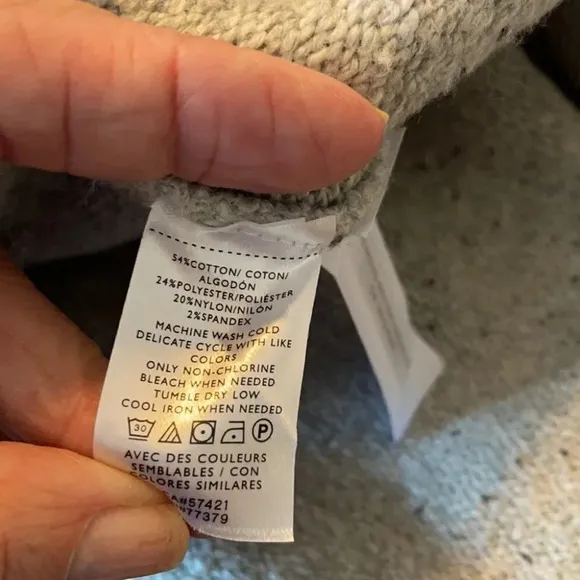 54%COTTON/ COTON/
ALGODÓN
24%POLYESTER/POLIÉSTER
20%NYLON/NILÓN
2%SPANDEX
MACHINE WASH COLD
DELICATE CYCLE WITH LIKE
COLORS
ONLY NON-CHLORINE
BLEACH WHEN NEEDED
TUMBLE DRY LOW
COOL IRON WHEN NEEDED
30 P
AVEC DES COULEURS
SEMBLABLES / CON
COLORES SIMILARES
A#57421
77379